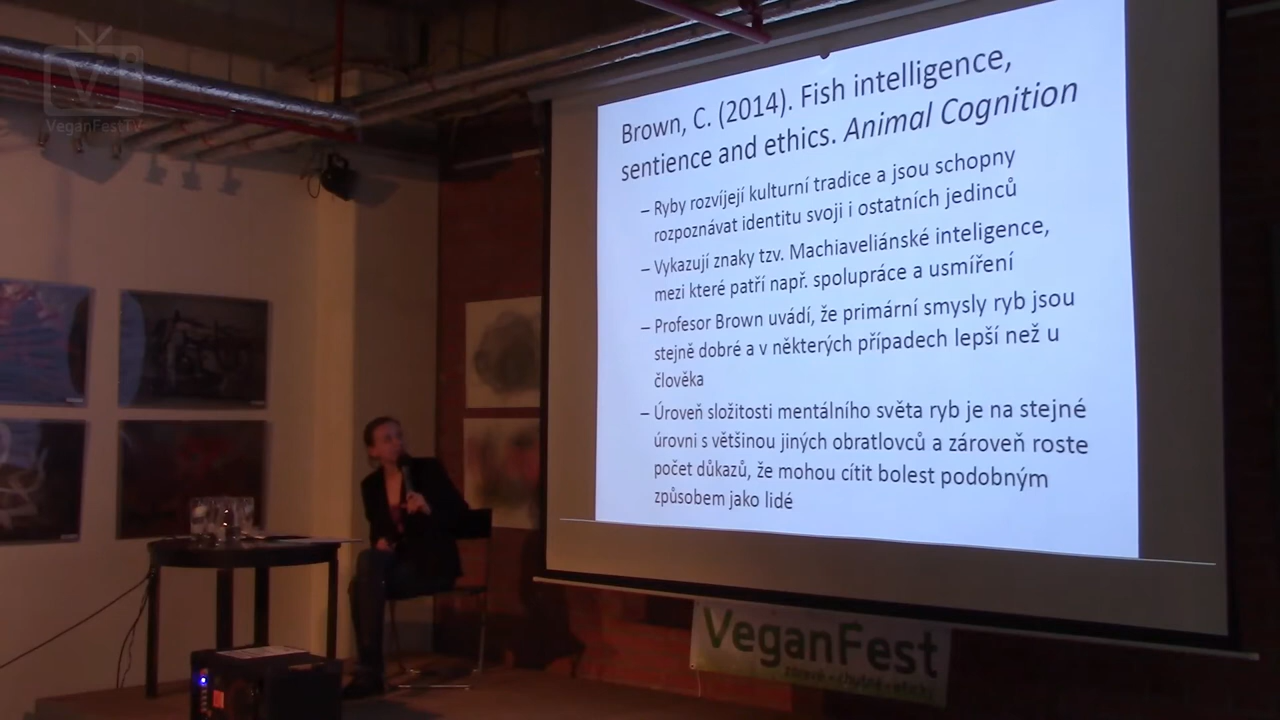 VeganFestTV
Brown, C. (2014). Fish intelligence,
sentience and ethics. Animal Cognition
– Ryby rozvíjejí kulturní tradice a jsou schopny
rozpoznávat identitu svoji i ostatních jedinců
– Vykazují znaky tzv. Machiaveliánské inteligence,
mezi které patří např. spolupráce a usmíření
– Profesor Brown uvádí, že primární smysly ryb jsou
stejně dobré a v některých případech lepší než u
člověka
– Úroveň složitosti mentálního světa ryb je na stejné
úrovni s většinou jiných obratlovců a zároveň roste
počet důkazů, že mohou cítit bolest podobným
způsobem jako lidé
VeganFest